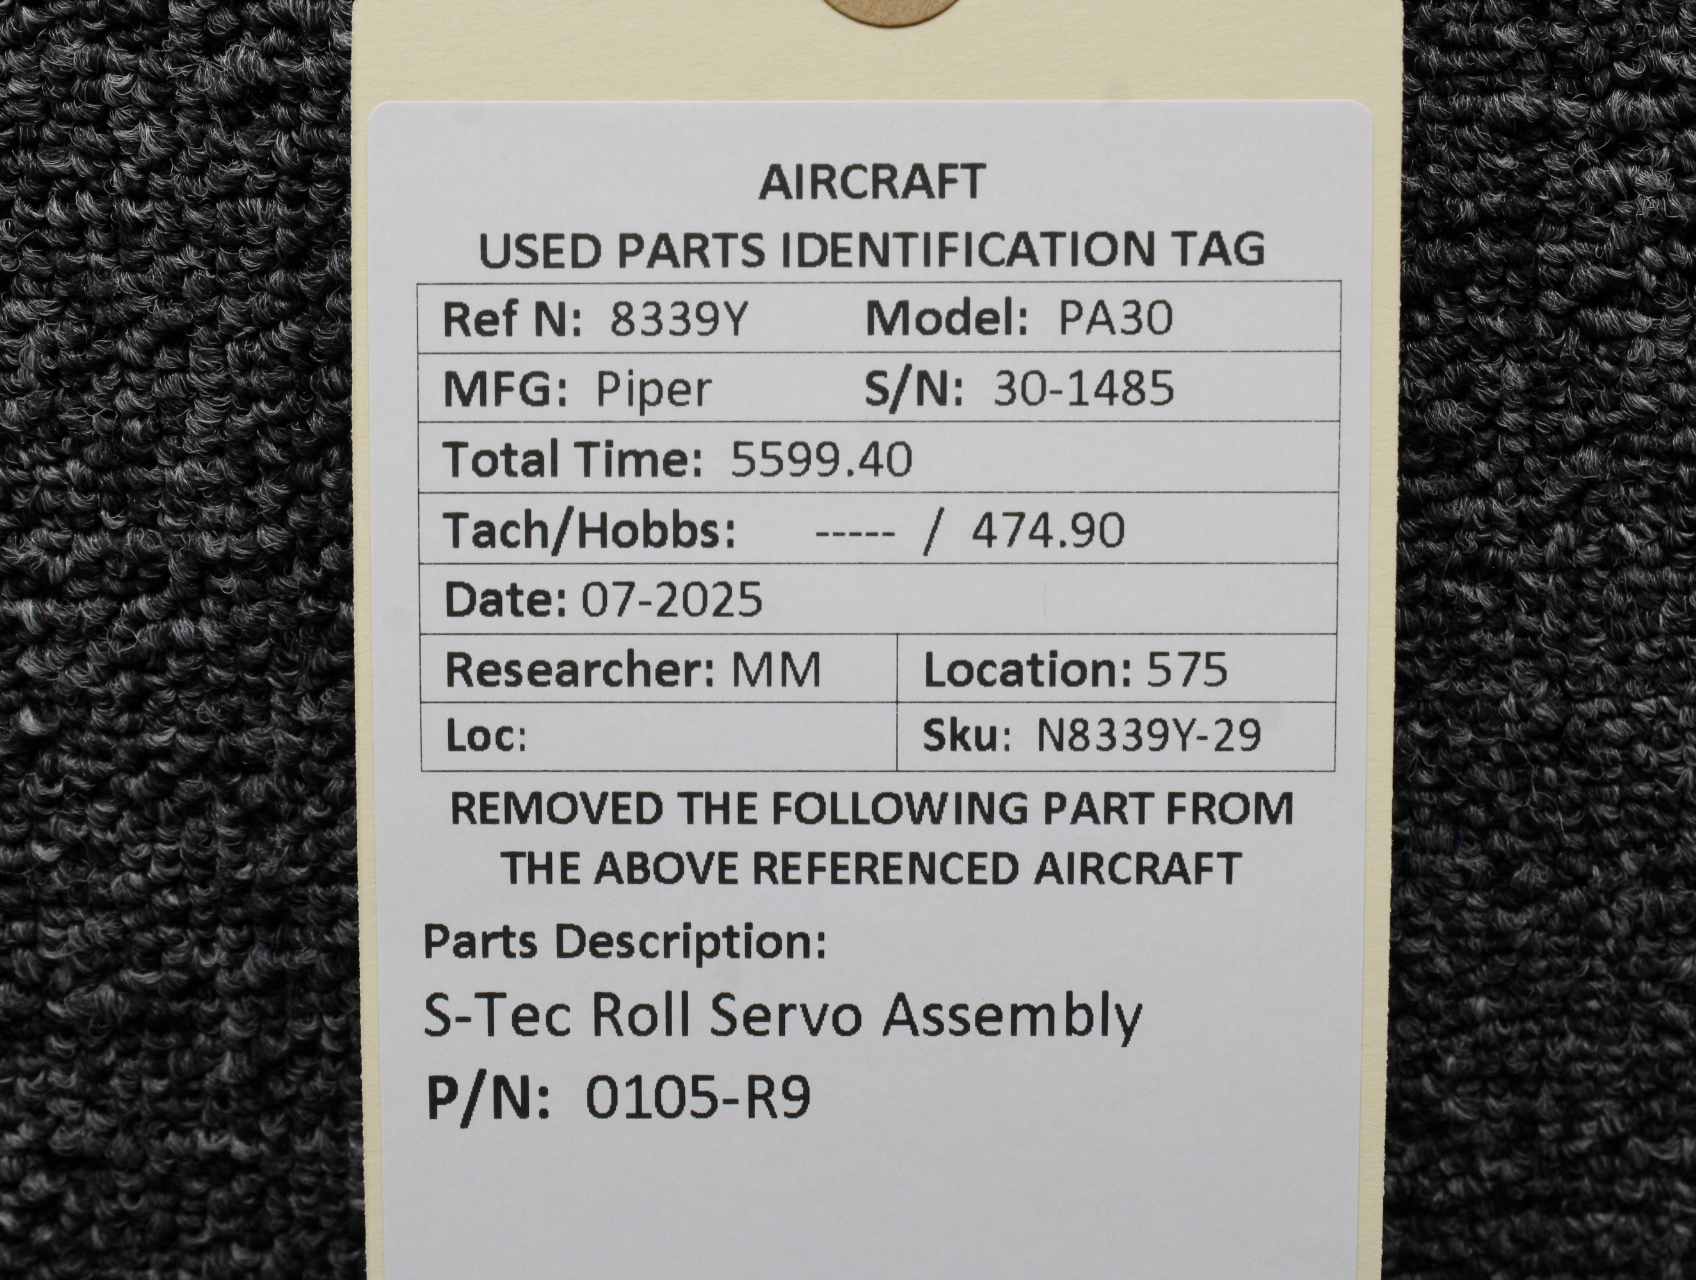 AIRCRAFT
USED PARTS IDENTIFICATION TAG
Ref N: 8339Y Model: PA30
MFG: Piper S/N: 30-1485
Total Time: 5599.40
Tach/Hobbs: ----- / 474.90
Date: 07-2025
Researcher: MM Location: 575
Loc: Sku: N8339Y-29
REMOVED THE FOLLOWING PART FROM
THE ABOVE REFERENCED AIRCRAFT
Parts Description:
S-Tec Roll Servo Assembly
P/N: 0105-R9